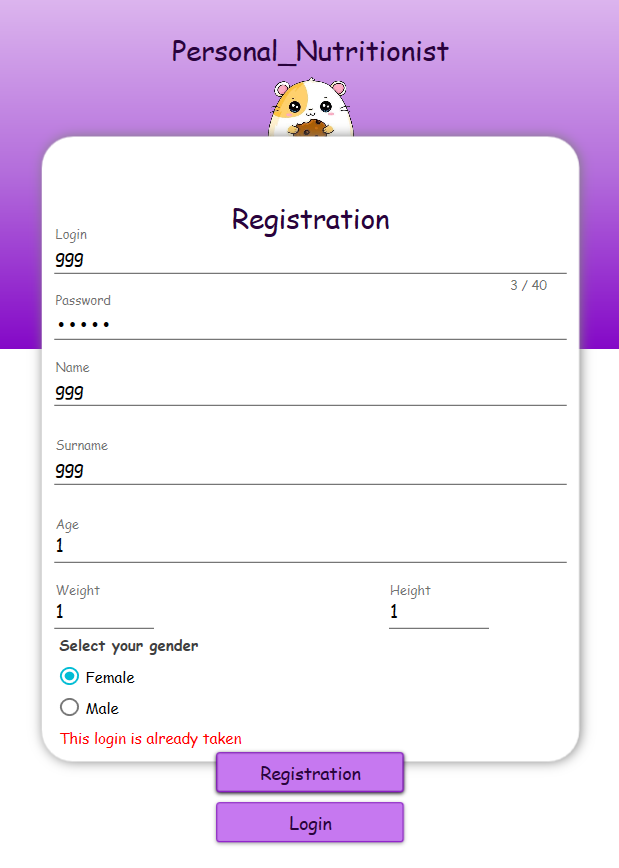 Personal_Nutritionist
Registration
Login
999
3 / 40
Password
•••••
Name
999
Surname
999
Age
1
Weight Height
1 1
Select your gender
Female
Male
This login is already taken
Registration
Login